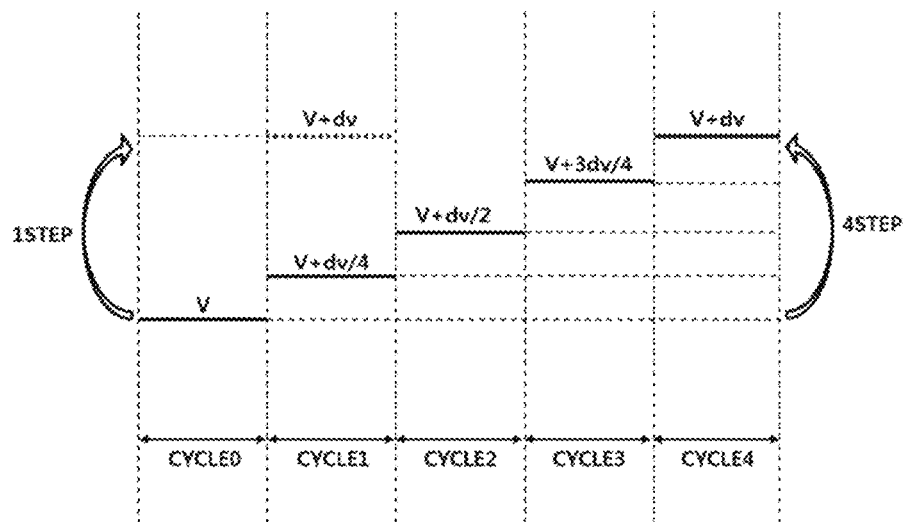 V+dv
V+dv
V+3dv/4
V+dv/2
1STEP
4STEP
V+dv/4
V
CYCLE0
CYCLE1
CYCLE2
CYCLE3
CYCLE4